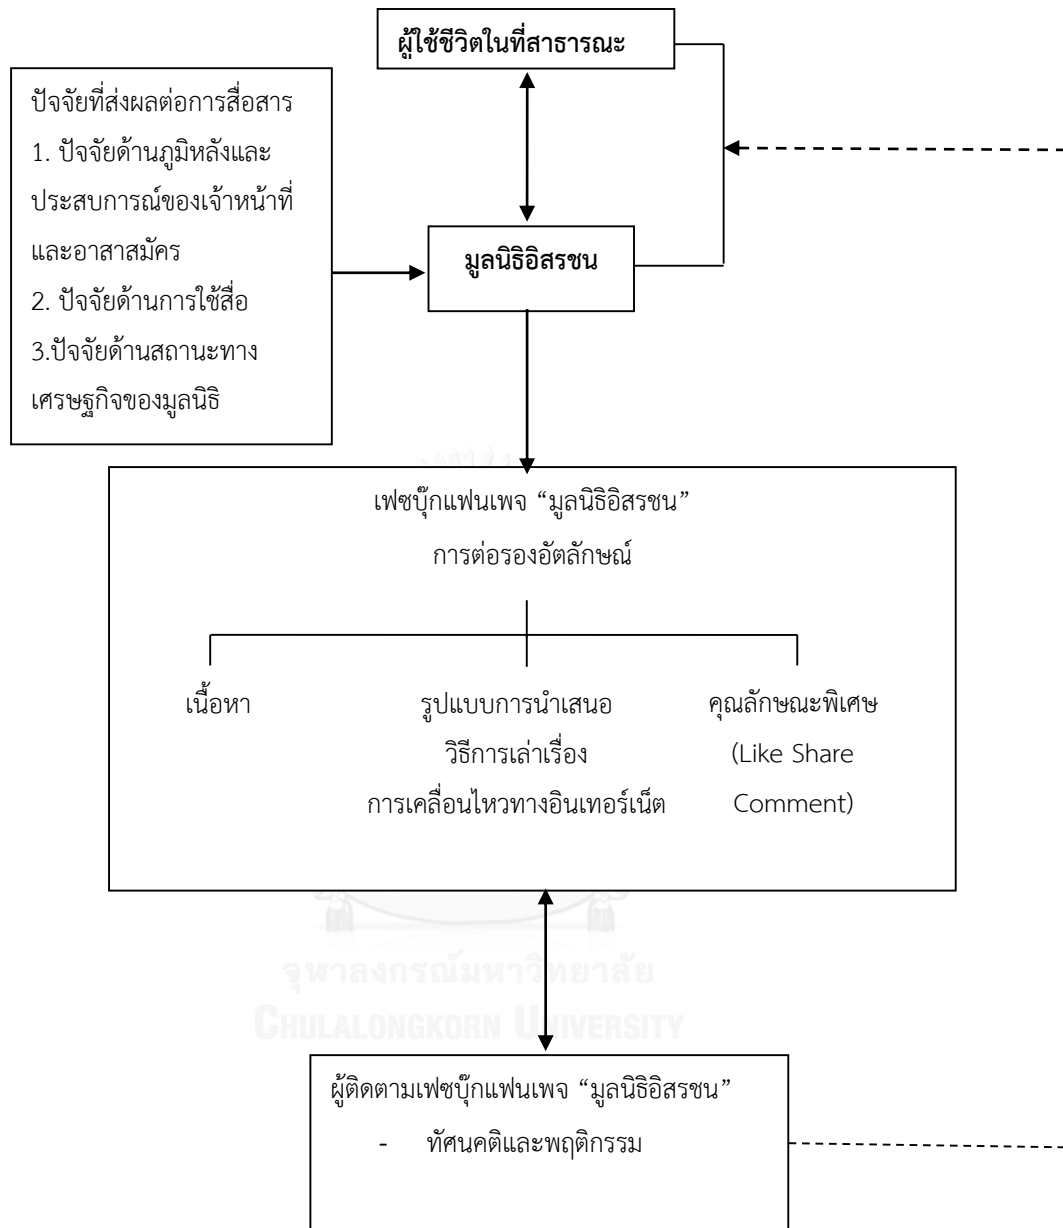 ผู้ใช้ชีวิตในที่สาธารณะ
ปัจจัยที่ส่งผลต่อการสื่อสาร
1. ปัจจัยด้านภูมิหลังและ
ประสบการณ์ของเจ้าหน้าที่
และอาสาสมัคร
2. ปัจจัยด้านการใช้สื่อ
3.ปัจจัยด้านสถานะทาง
เศรษฐกิจของมูลนิธิ
มูลนิธิอิสรชน
เฟซบุ๊กแฟนเพจ “มูลนิธิอิสรชน”
การต่อรองอัตลักษณ์
เนื้อหา
รูปแบบการนำเสนอ
วิธีการเล่าเรื่อง
การเคลื่อนไหวทางอินเทอร์เน็ต
คุณลักษณะพิเศษ
(Like Share
Comment)
จุฬาลงกรณ์มหาวิทยาลัย
CHULALONGKORN UNIVERSITY
ผู้ติดตามเฟซบุ๊กแฟนเพจ “มูลนิธิอิสรชน”
- ทัศนคติและพฤติกรรม